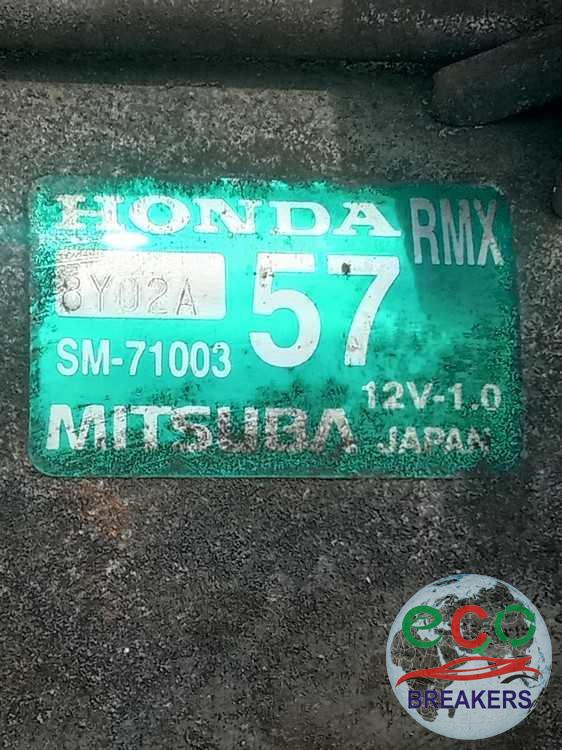 HONDA RMX
8Y02A 57
SM-71003
12V-1.0
MITSUBA JAPAN
eco
BREAKERS